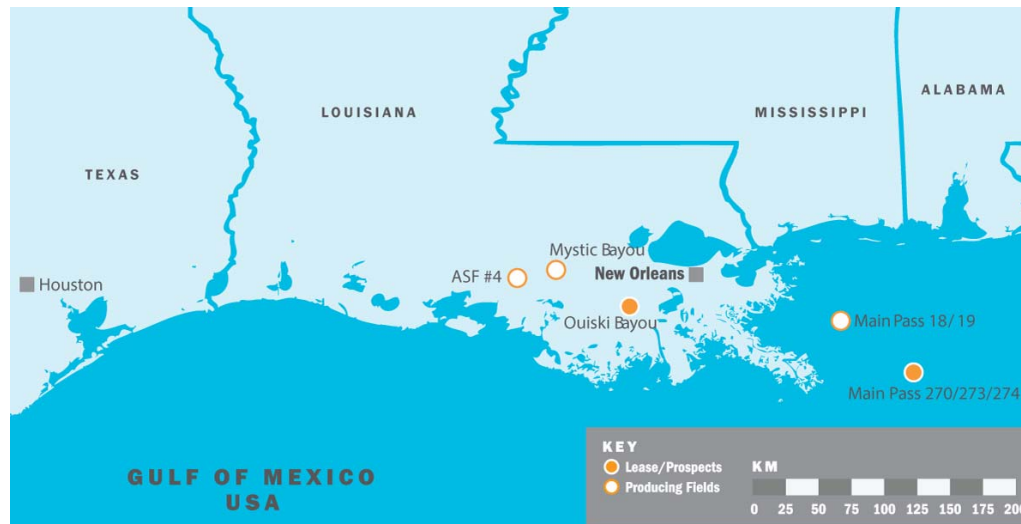 ALABAMA
LOUISIANA
MISSISSIPPI
TEXAS
Mystic Bayou
ASF #4
New Orleans
Houston
Ouiski Bayou
Main Pass 18/19
Main Pass 270/273/274
GULF OF MEXICO
USA
KEY
Lease/Prospects
Producing Fields
KM
0 25 50 75 100 125 150 175 200